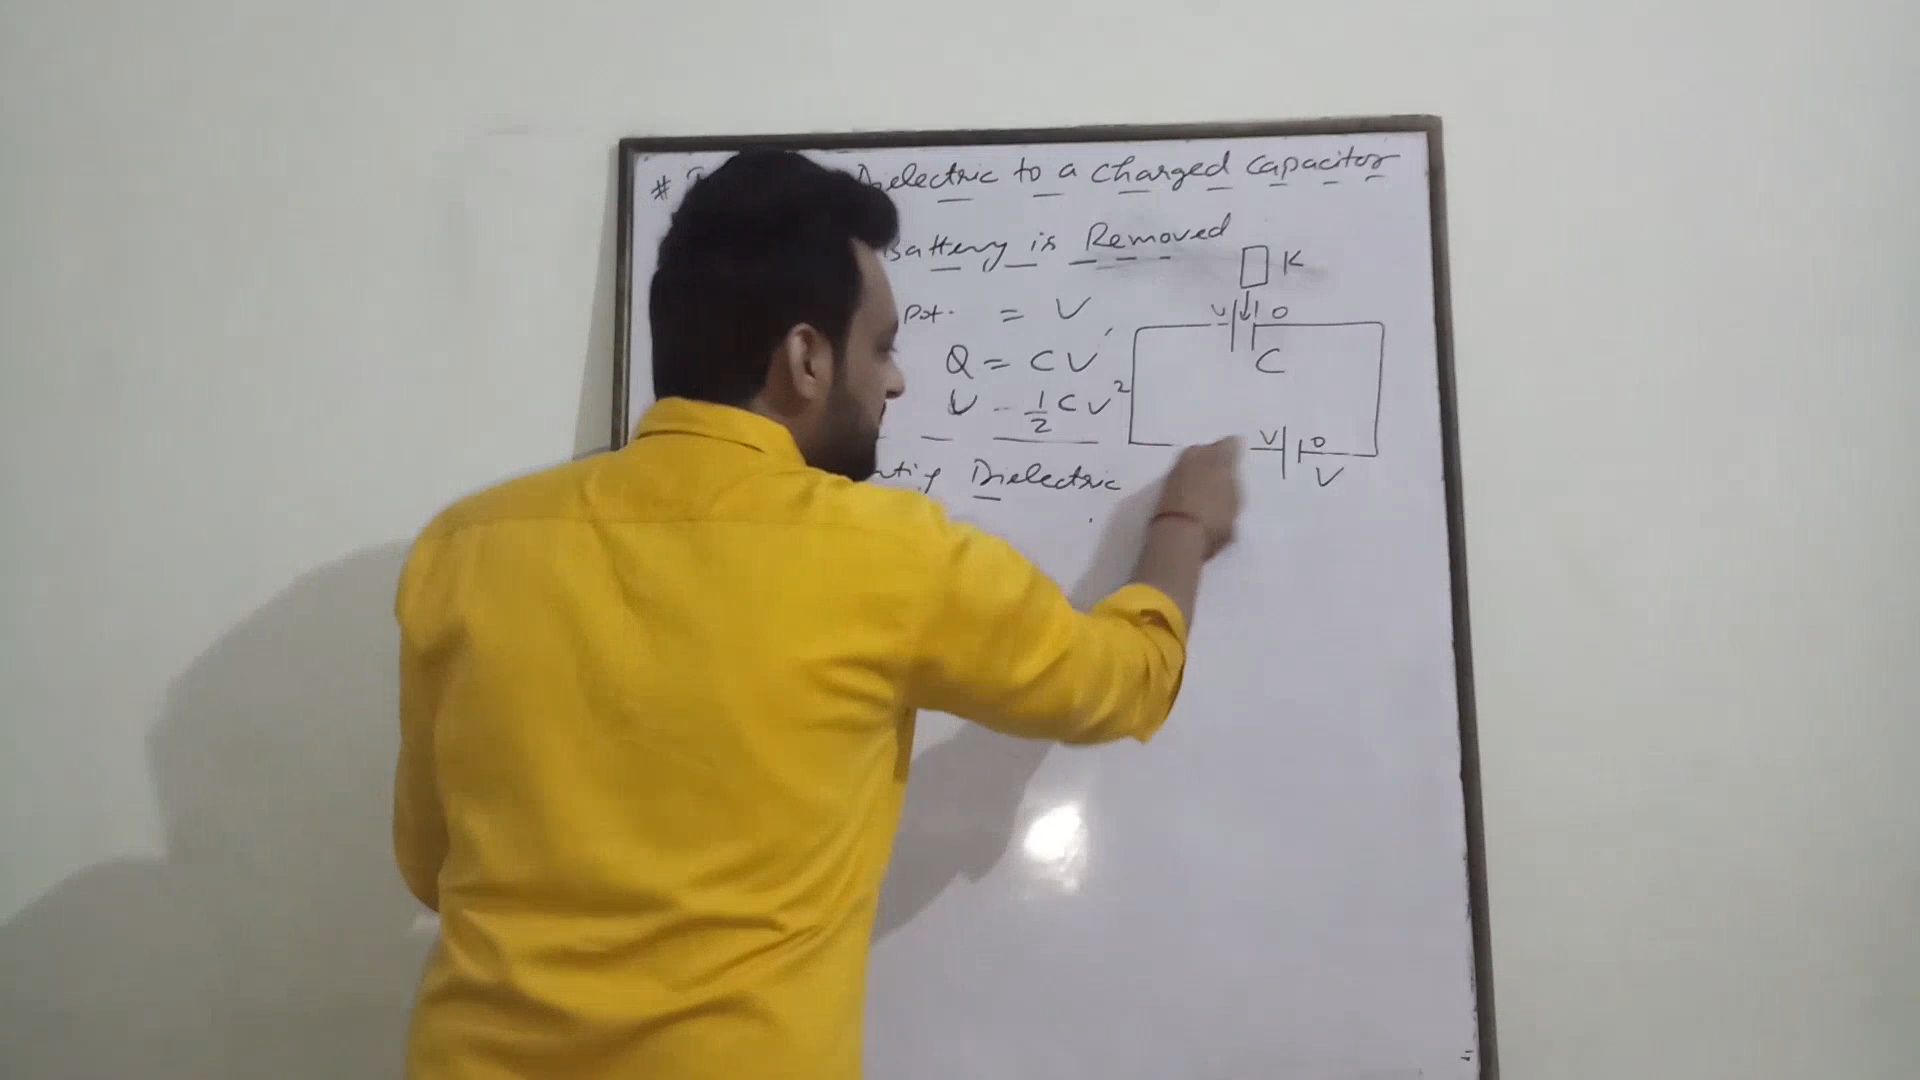 # Dielectric to a charged capacitor
Battery is Removed
K
Pot. = V
V 0
Q = CV
C
U = 1/2 CV²
V 0
V
Dielectric